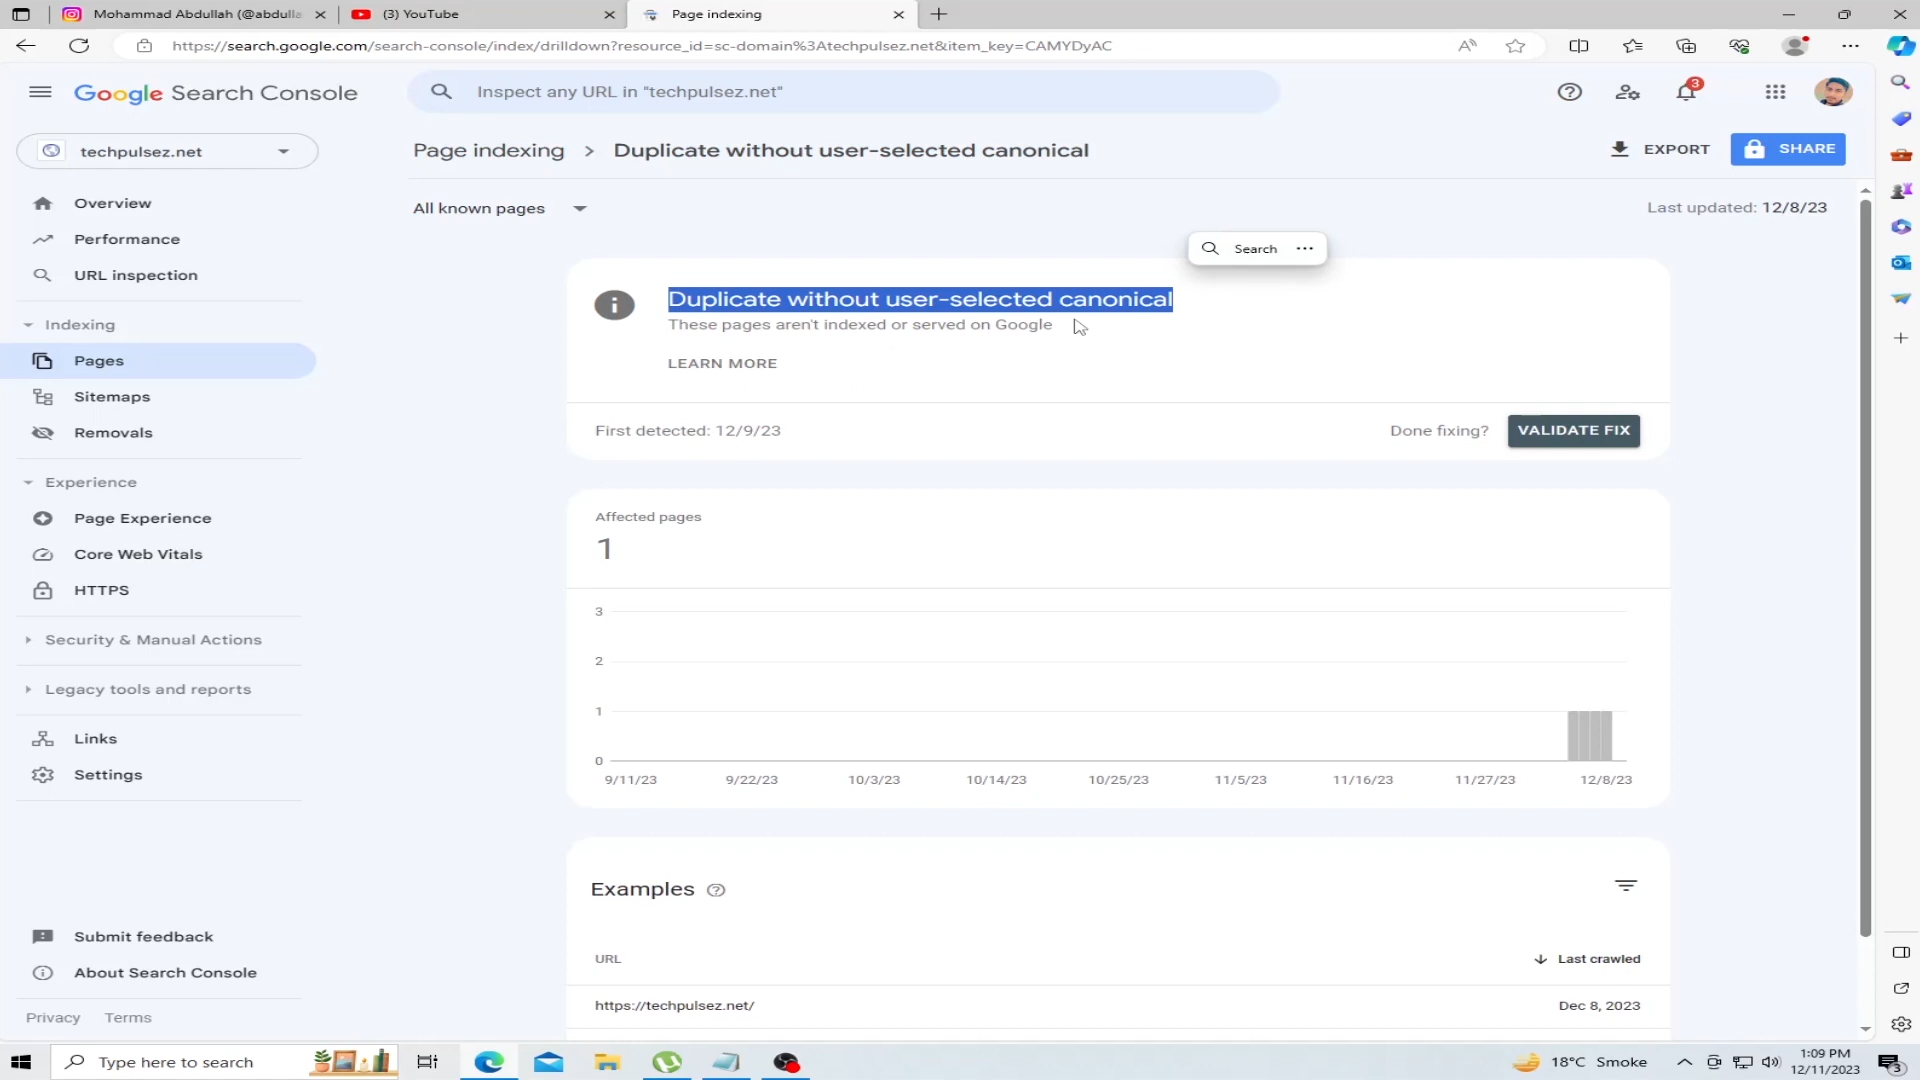 Mohammad Abdullah (@abdulla
(3) YouTube
Page indexing
https://search.google.com/search-console/index/drilldown?resource_id=sc-domain%3Atechpulsez.net&item_key=CAMYDyAC
Google Search Console
Inspect any URL in "techpulsez.net"
3
techpulsez.net
Page indexing > Duplicate without user-selected canonical
EXPORT
SHARE
All known pages
Last updated: 12/8/23
Overview
Performance
URL inspection
Indexing
Pages
Sitemaps
Removals
Experience
Page Experience
Core Web Vitals
HTTPS
Security & Manual Actions
Legacy tools and reports
Links
Settings
Submit feedback
About Search Console
Privacy Terms
Search
Duplicate without user-selected canonical
These pages aren't indexed or served on Google
LEARN MORE
First detected: 12/9/23
Done fixing?
VALIDATE FIX
Affected pages
1
3
2
1
0
9/11/23 9/22/23 10/3/23 10/14/23 10/25/23 11/5/23 11/16/23 11/27/23 12/8/23
Examples
URL
Last crawled
https://techpulsez.net/
Dec 8, 2023
Type here to search
18°C Smoke
1:09 PM
12/11/2023
3